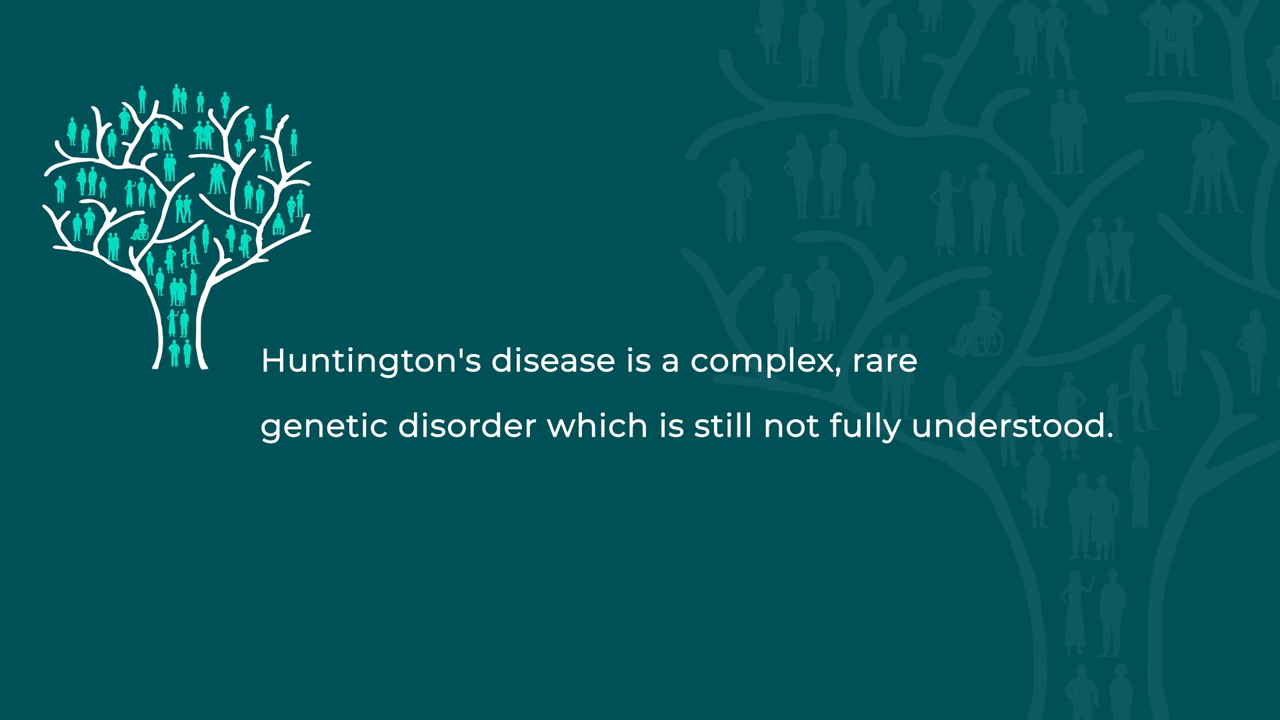 Huntington's disease is a complex, rare
genetic disorder which is still not fully understood.